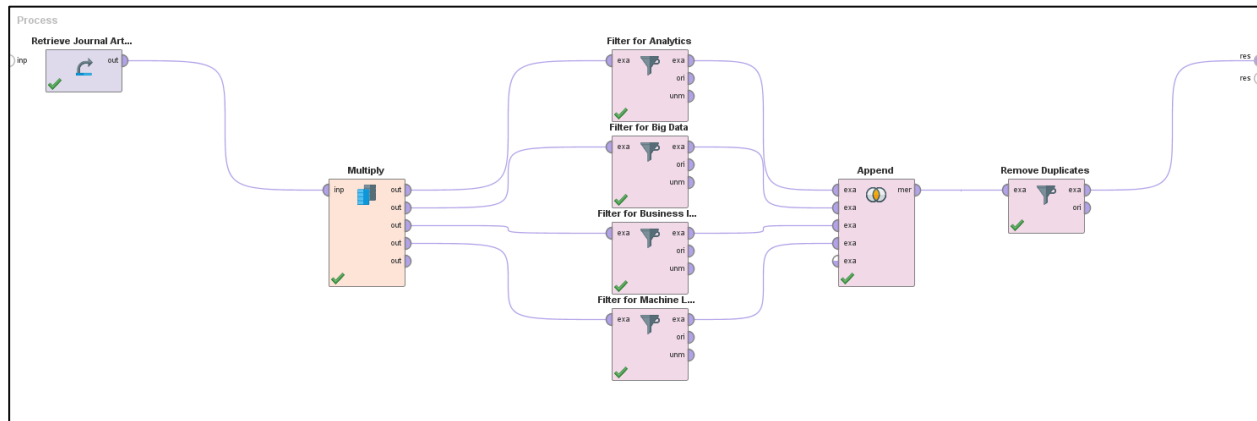 Process
Retrieve Journal Art...
inp
out
Multiply
inp
out
out
out
out
out
Filter for Analytics
exa
exa
ori
unm
Filter for Big Data
exa
exa
ori
unm
Filter for Business I...
exa
exa
ori
unm
Filter for Machine L...
exa
exa
ori
unm
Append
exa
mer
exa
exa
exa
exa
Remove Duplicates
exa
exa
ori
res
res